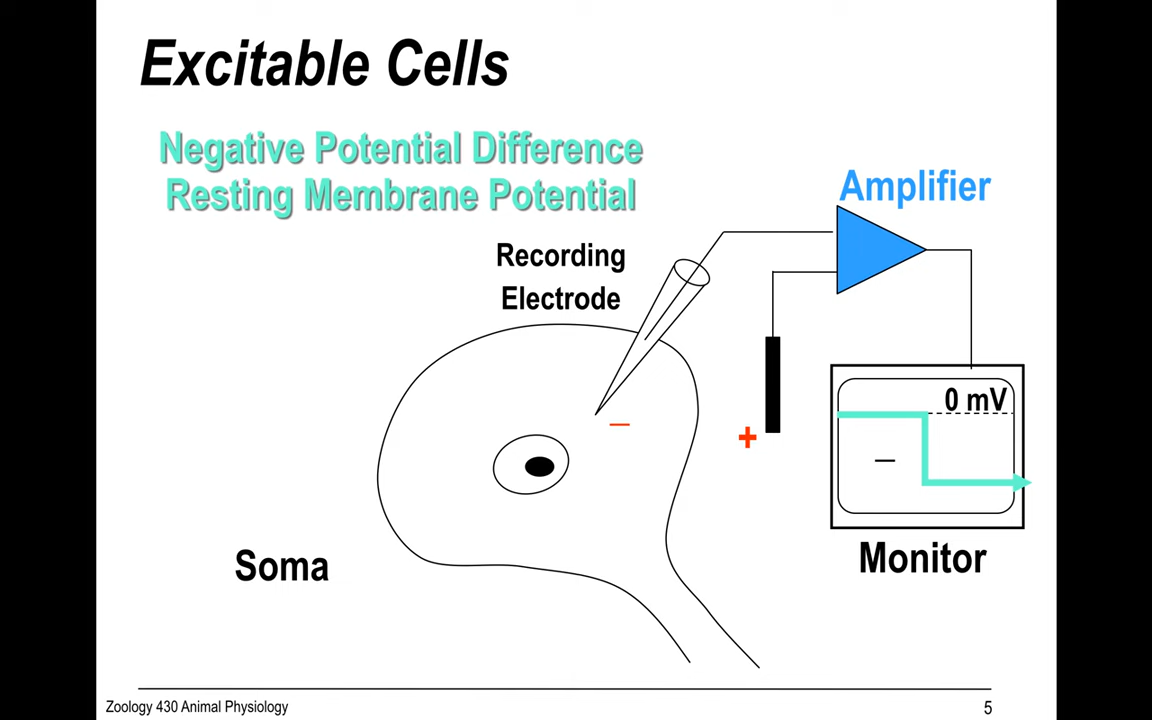 Excitable Cells
Negative Potential Difference
Resting Membrane Potential
Amplifier
Recording
Electrode
0 mV
–
+
–
Soma
Monitor
Zoology 430 Animal Physiology
5